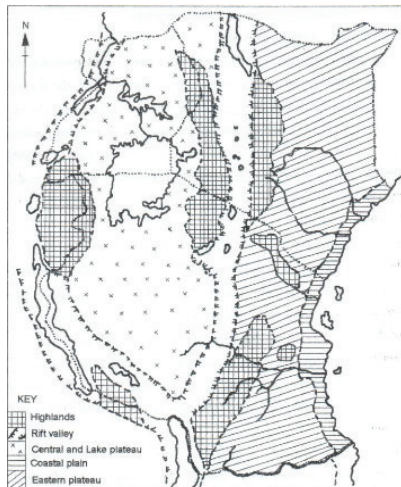 N
KEY
Highlands
Rift valley
Central and Lake plateau
Coastal plain
Eastern plateau